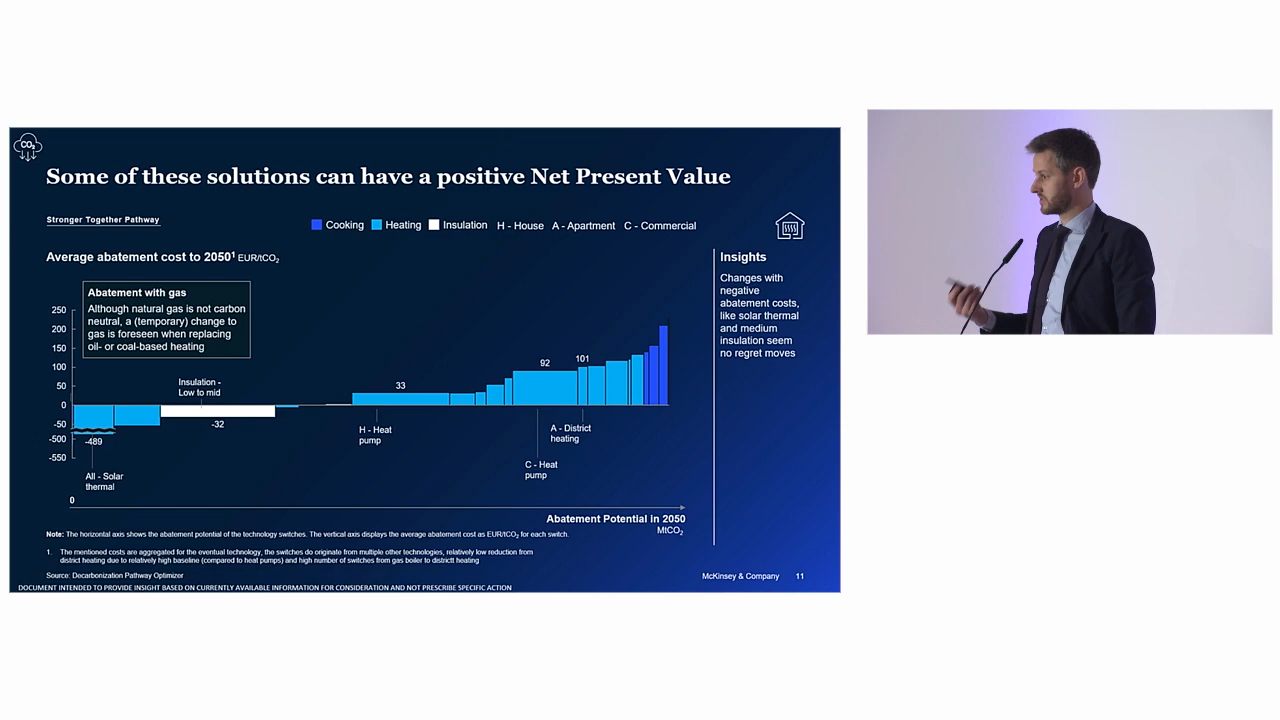 CO₂
Some of these solutions can have a positive Net Present Value
Stronger Together Pathway
Cooking Heating Insulation H - House A - Apartment C - Commercial
Average abatement cost to 2050¹ EUR/tCO₂
Abatement with gas
Although natural gas is not carbon
neutral, a (temporary) change to
gas is foreseen when replacing
oil- or coal-based heating
250
200
150
100
50
0
-50
-500
-550
-489
All - Solar
thermal
Insulation -
Low to mid
-32
33
H - Heat
pump
92
C - Heat
pump
101
A - District
heating
0
Abatement Potential in 2050
MtCO₂
Insights
Changes with
negative
abatement costs,
like solar thermal
and medium
insulation seem
no regret moves
Note: The horizontal axis shows the abatement potential of the technology switches. The vertical axis displays the average abatement cost as EUR/tCO₂ for each switch.
1. The mentioned costs are aggregated for the eventual technology, the switches do originate from multiple other technologies, relatively low reduction from
district heating due to relatively high baseline (compared to heat pumps) and high number of switches from gas boiler to districtt heating
Source: Decarbonization Pathway Optimizer
McKinsey & Company 11
DOCUMENT INTENDED TO PROVIDE INSIGHT BASED ON CURRENTLY AVAILABLE INFORMATION FOR CONSIDERATION AND NOT PRESCRIBE SPECIFIC ACTION